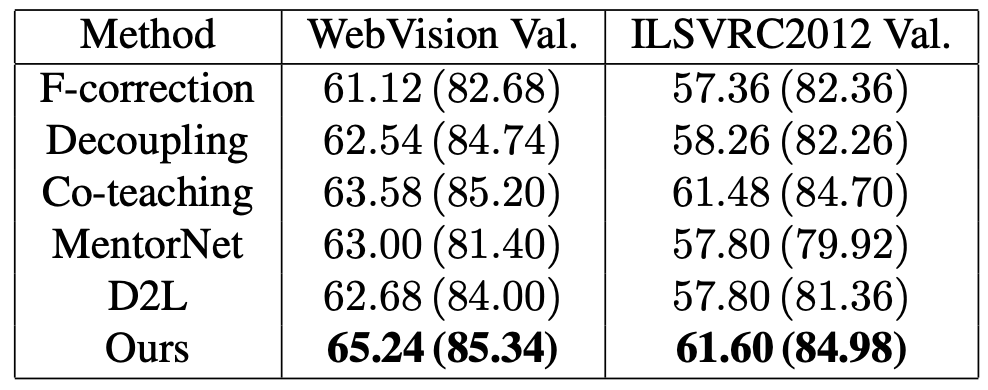 Method WebVision Val. ILSVRC2012 Val.
F-correction 61.12 (82.68) 57.36 (82.36)
Decoupling 62.54 (84.74) 58.26 (82.26)
Co-teaching 63.58 (85.20) 61.48 (84.70)
MentorNet 63.00 (81.40) 57.80 (79.92)
D2L 62.68 (84.00) 57.80 (81.36)
Ours 65.24 (85.34) 61.60 (84.98)